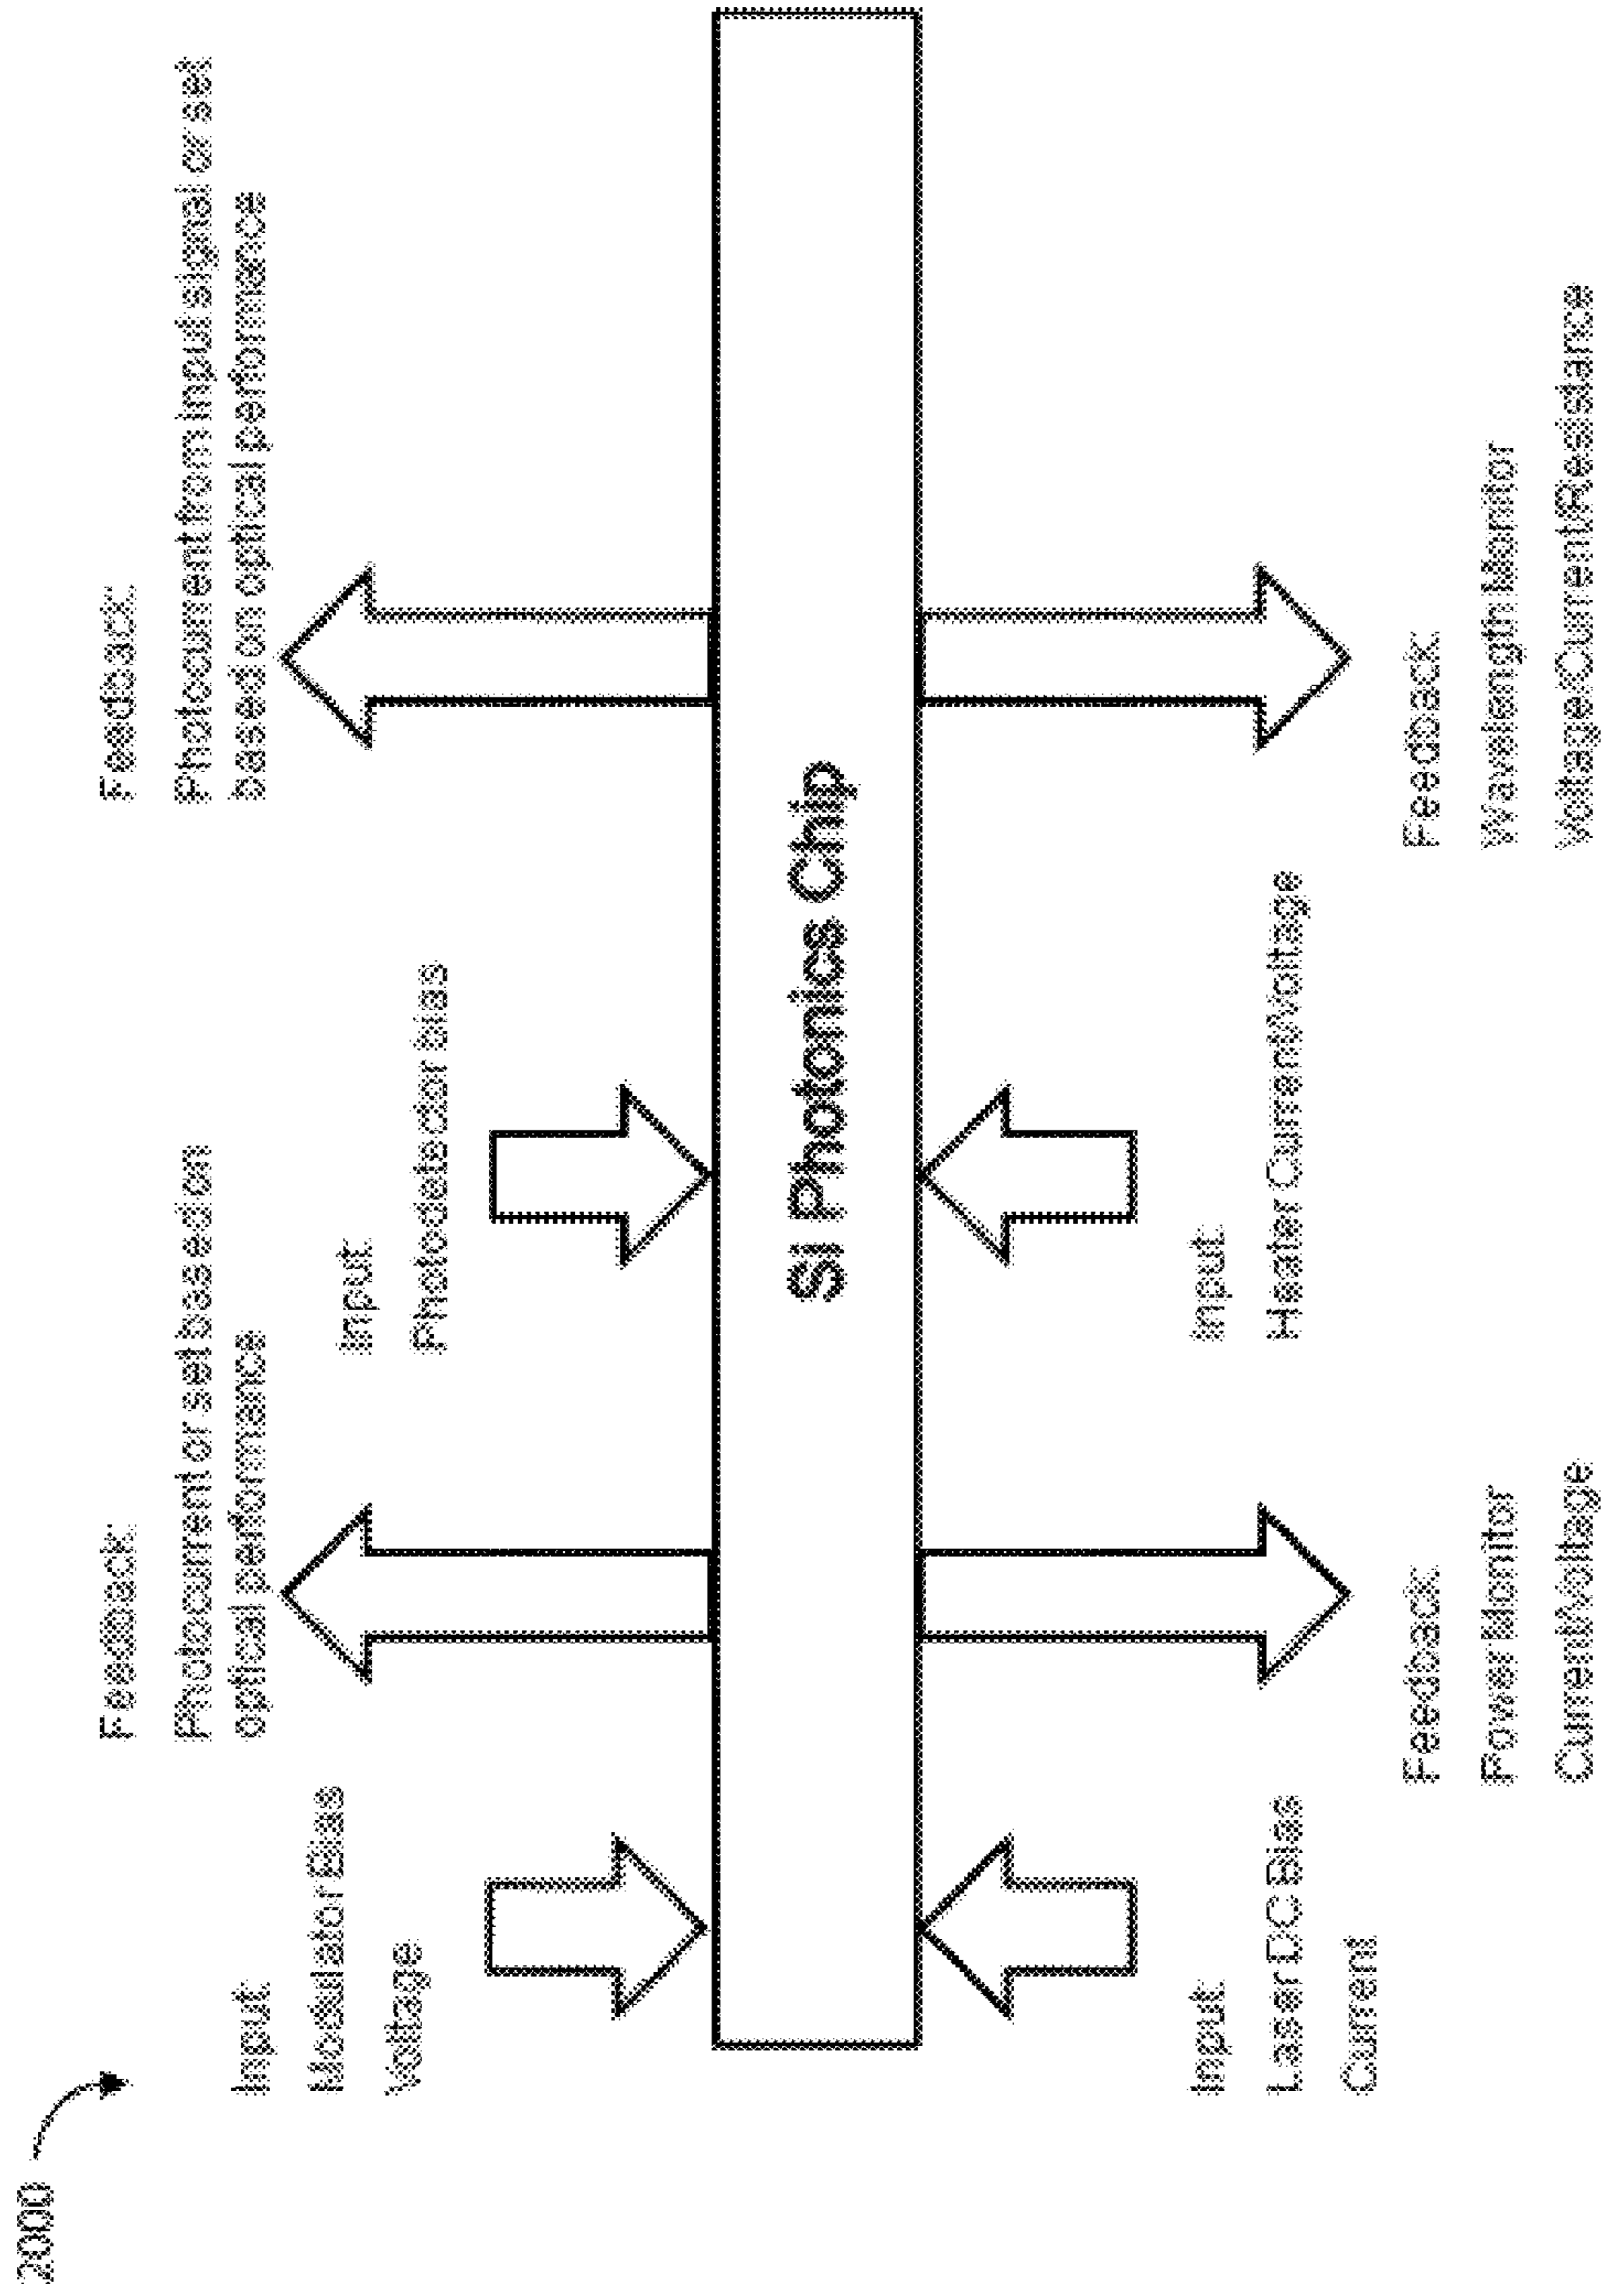 2000
Input:
Modulator Bias
Voltage
Feedback:
Photocurrent or set based on
optical performance
Input:
Photodetector bias
Feedback:
Photocurrent from input signal or set
based on optical performance
Si Photonics Chip
Input:
Laser DC Bias
Current
Feedback:
Power Monitor
Current/Voltage
Input:
Heater Current/Voltage
Feedback:
Wavelength Monitor
Voltage/Current/Resistance